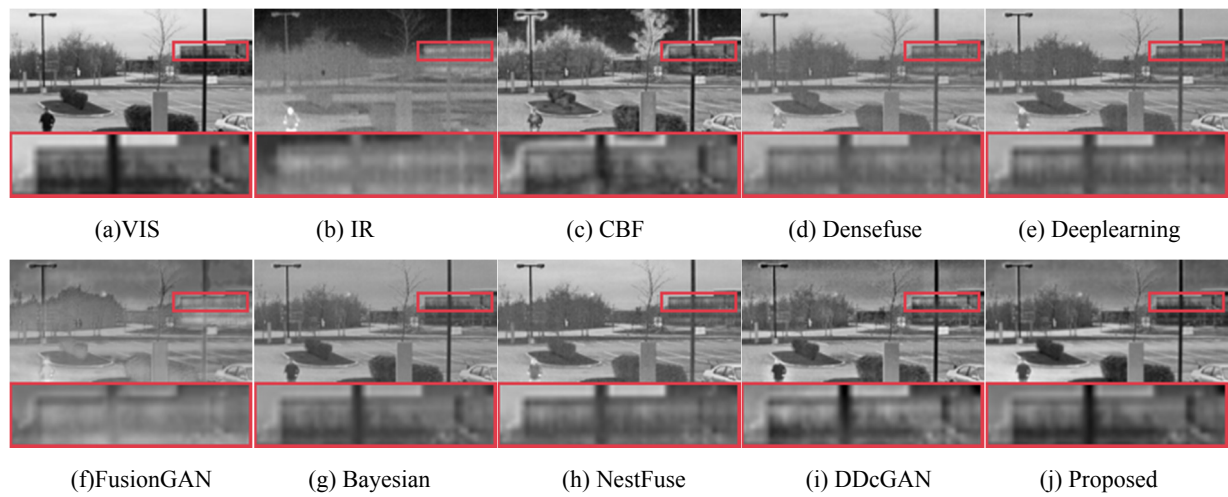 (a)VIS (b) IR (c) CBF (d) Densefuse (e) Deeplearning
(f)FusionGAN (g) Bayesian (h) NestFuse (i) DDcGAN (j) Proposed